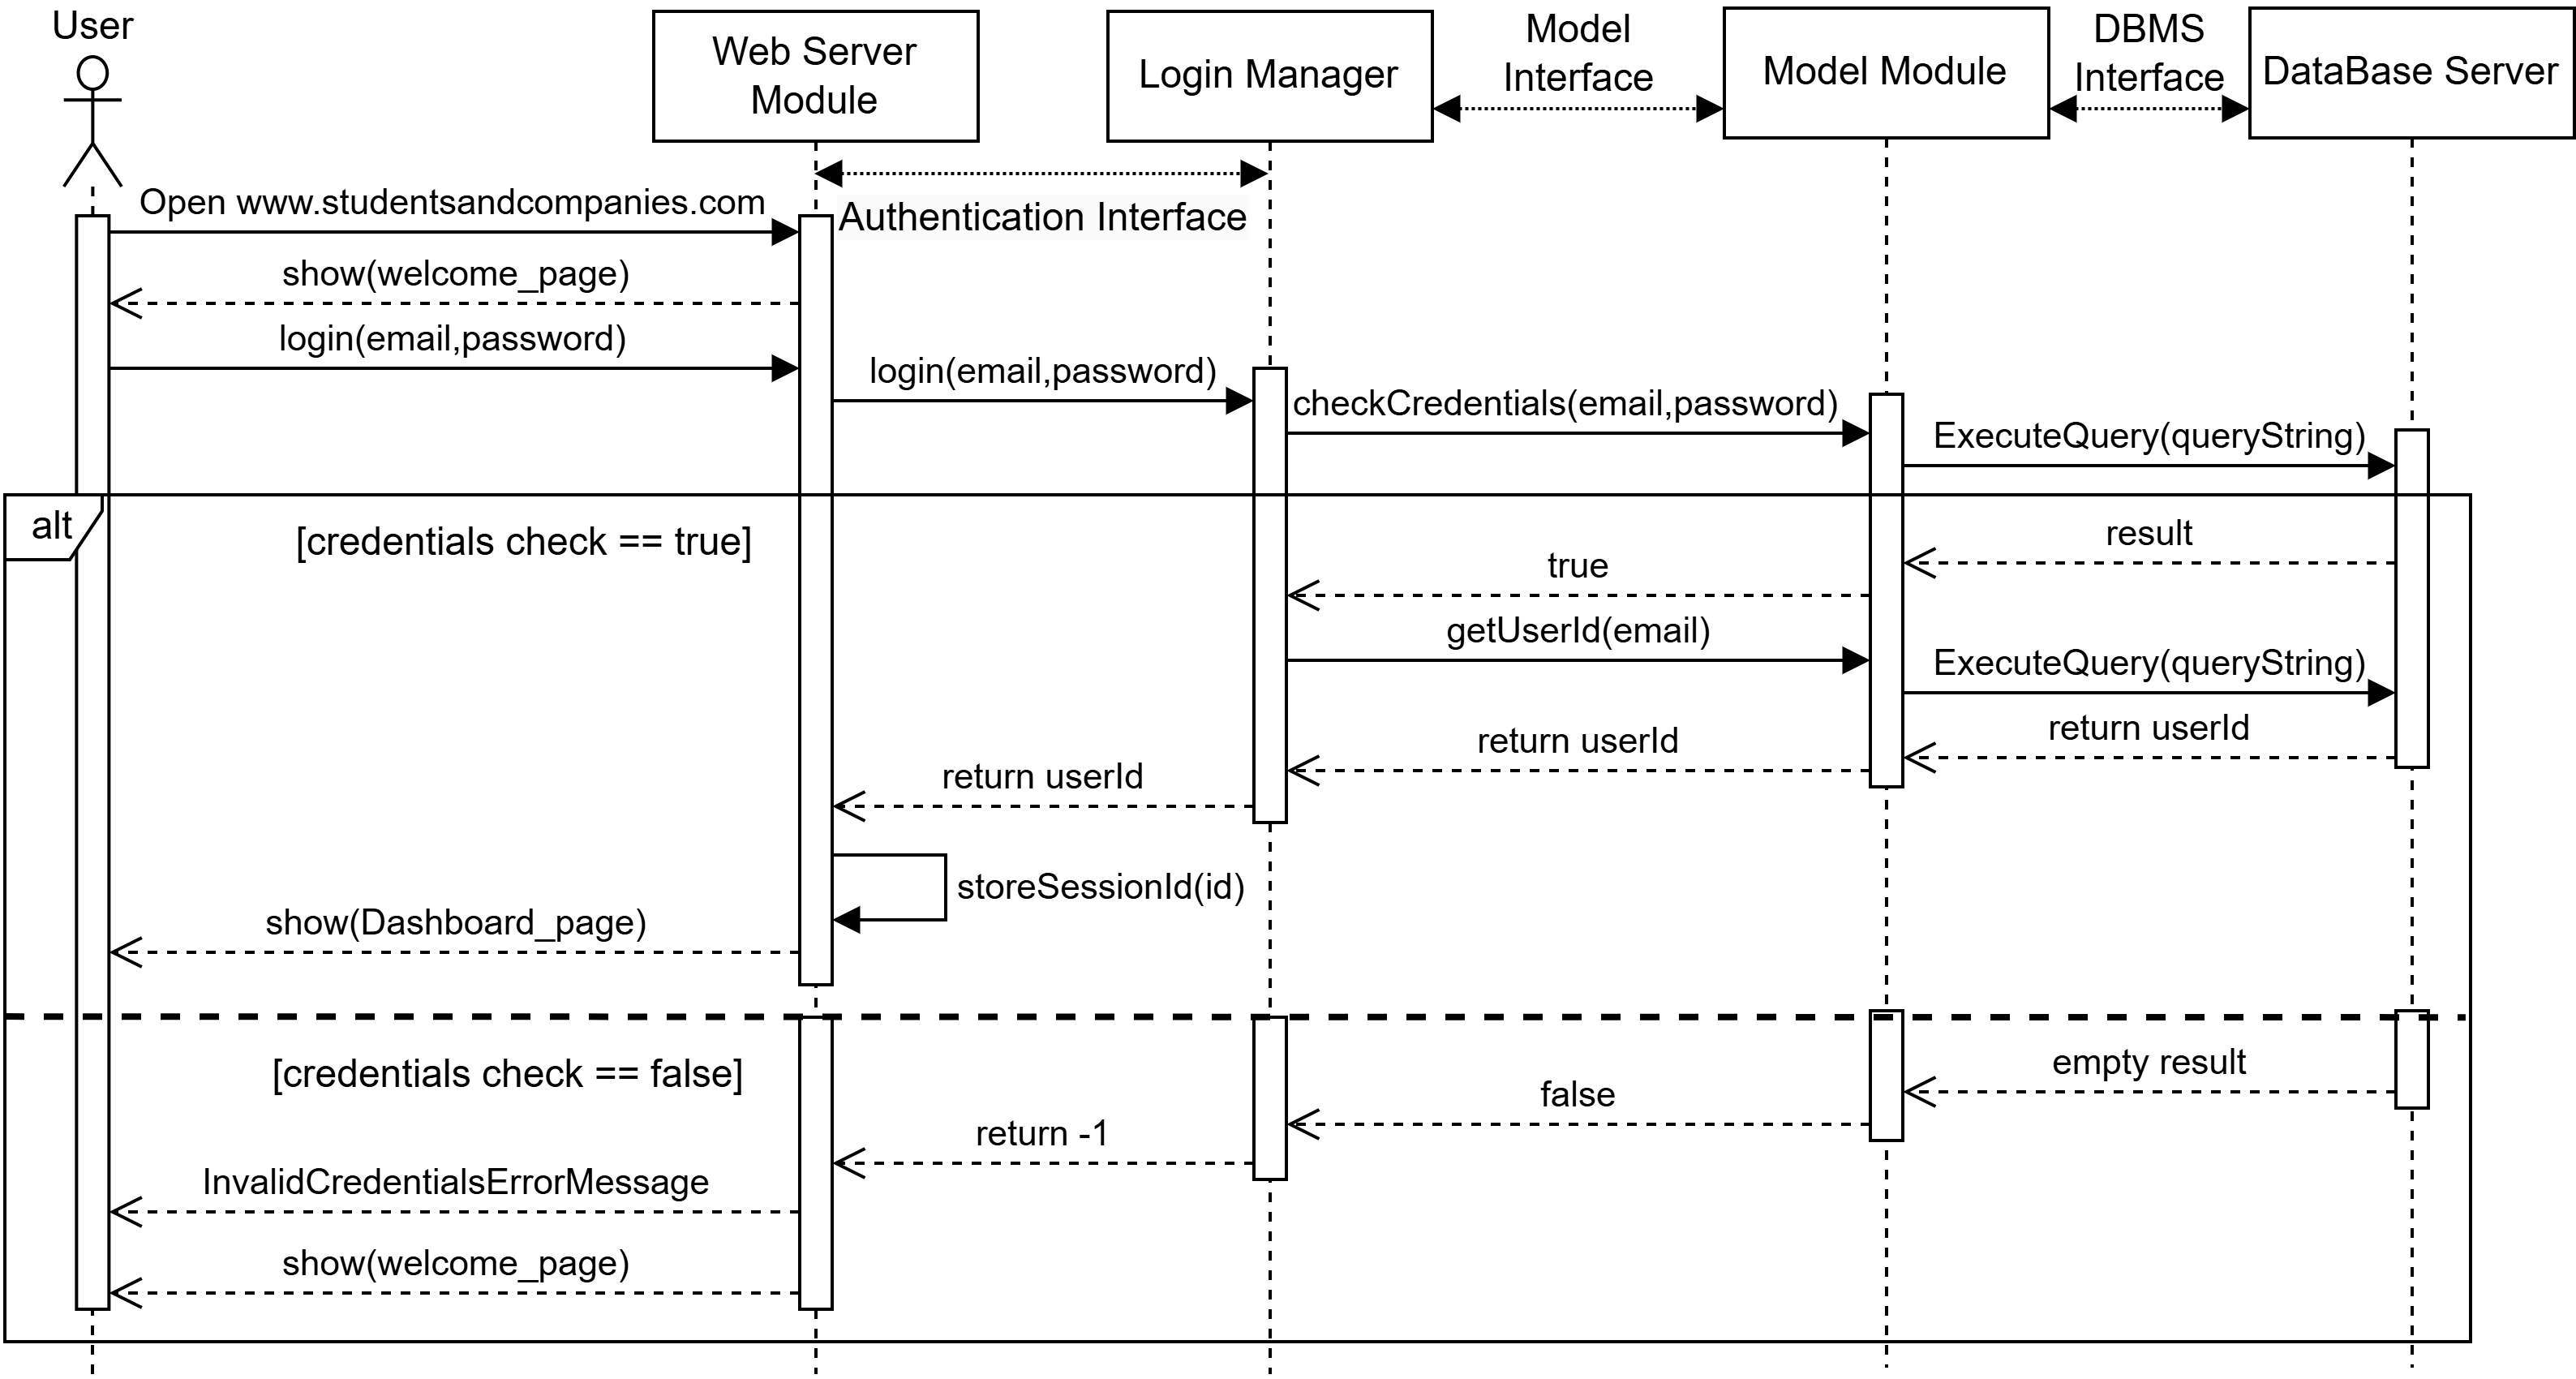 User
Web Server
Module
Login Manager
Model
Interface
Model Module
DBMS
Interface
DataBase Server
Open www.studentsandcompanies.com
Authentication Interface
show(welcome_page)
login(email,password)
login(email,password)
checkCredentials(email,password)
ExecuteQuery(queryString)
alt
[credentials check == true]
result
true
getUserId(email)
ExecuteQuery(queryString)
return userId
return userId
return userId
storeSessionId(id)
show(Dashboard_page)
[credentials check == false]
empty result
false
return -1
InvalidCredentialsErrorMessage
show(welcome_page)